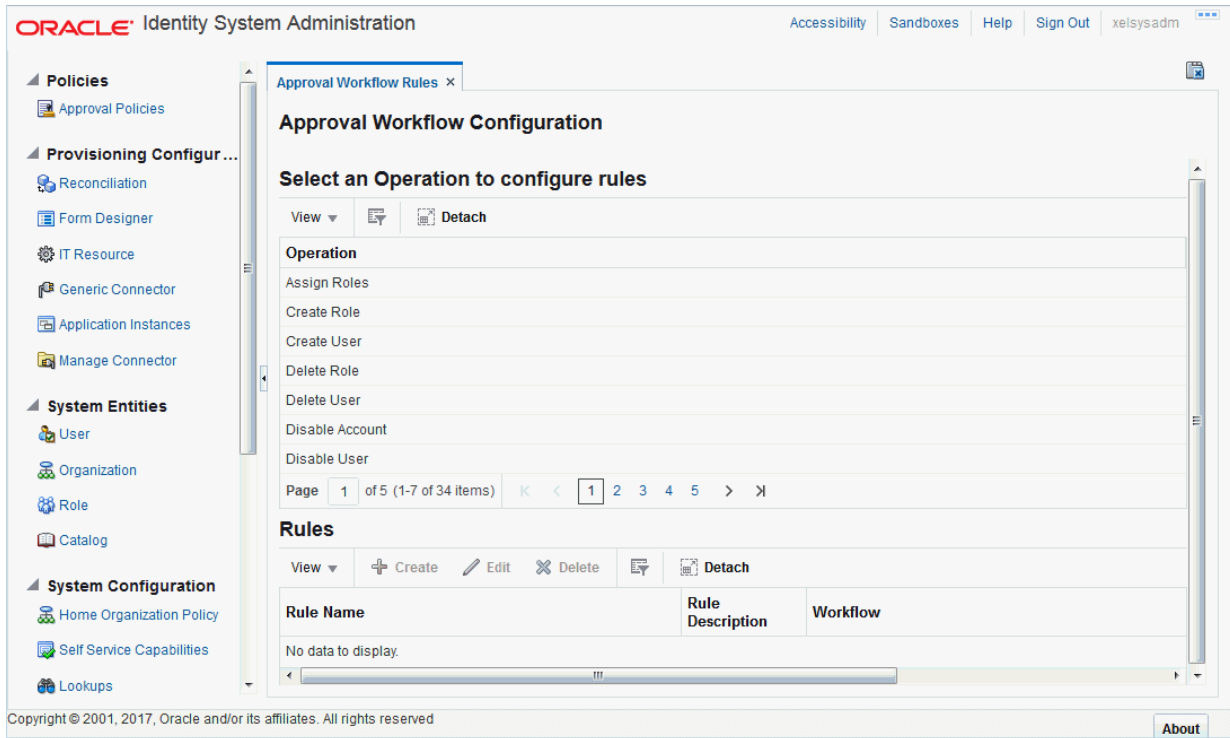 ORACLE® Identity System Administration
Accessibility Sandboxes Help Sign Out xelsysadm
Policies
Approval Policies
Provisioning Configur...
Reconciliation
Form Designer
IT Resource
Generic Connector
Application Instances
Manage Connector
System Entities
User
Organization
Role
Catalog
System Configuration
Home Organization Policy
Self Service Capabilities
Lookups
Approval Workflow Rules ×
Approval Workflow Configuration
Select an Operation to configure rules
View Detach
Operation
Assign Roles
Create Role
Create User
Delete Role
Delete User
Disable Account
Disable User
Page 1 of 5 (1-7 of 34 items) 1 2 3 4 5
Rules
View Create Edit Delete Detach
Rule Name Rule Description Workflow
No data to display.
Copyright © 2001, 2017, Oracle and/or its affiliates. All rights reserved
About